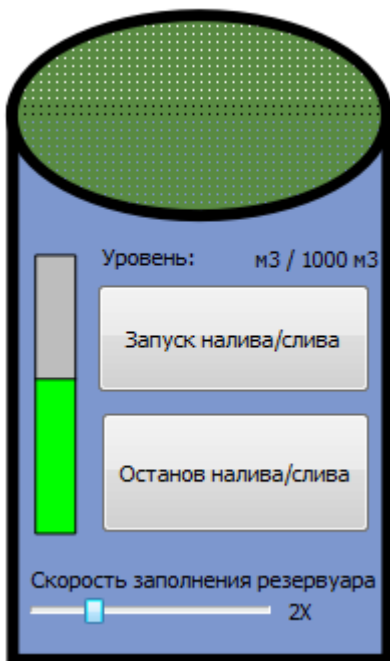 Уровень: м3 / 1000 м3
Запуск налива/слива
Останов налива/слива
Скорость заполнения резервуара
2X